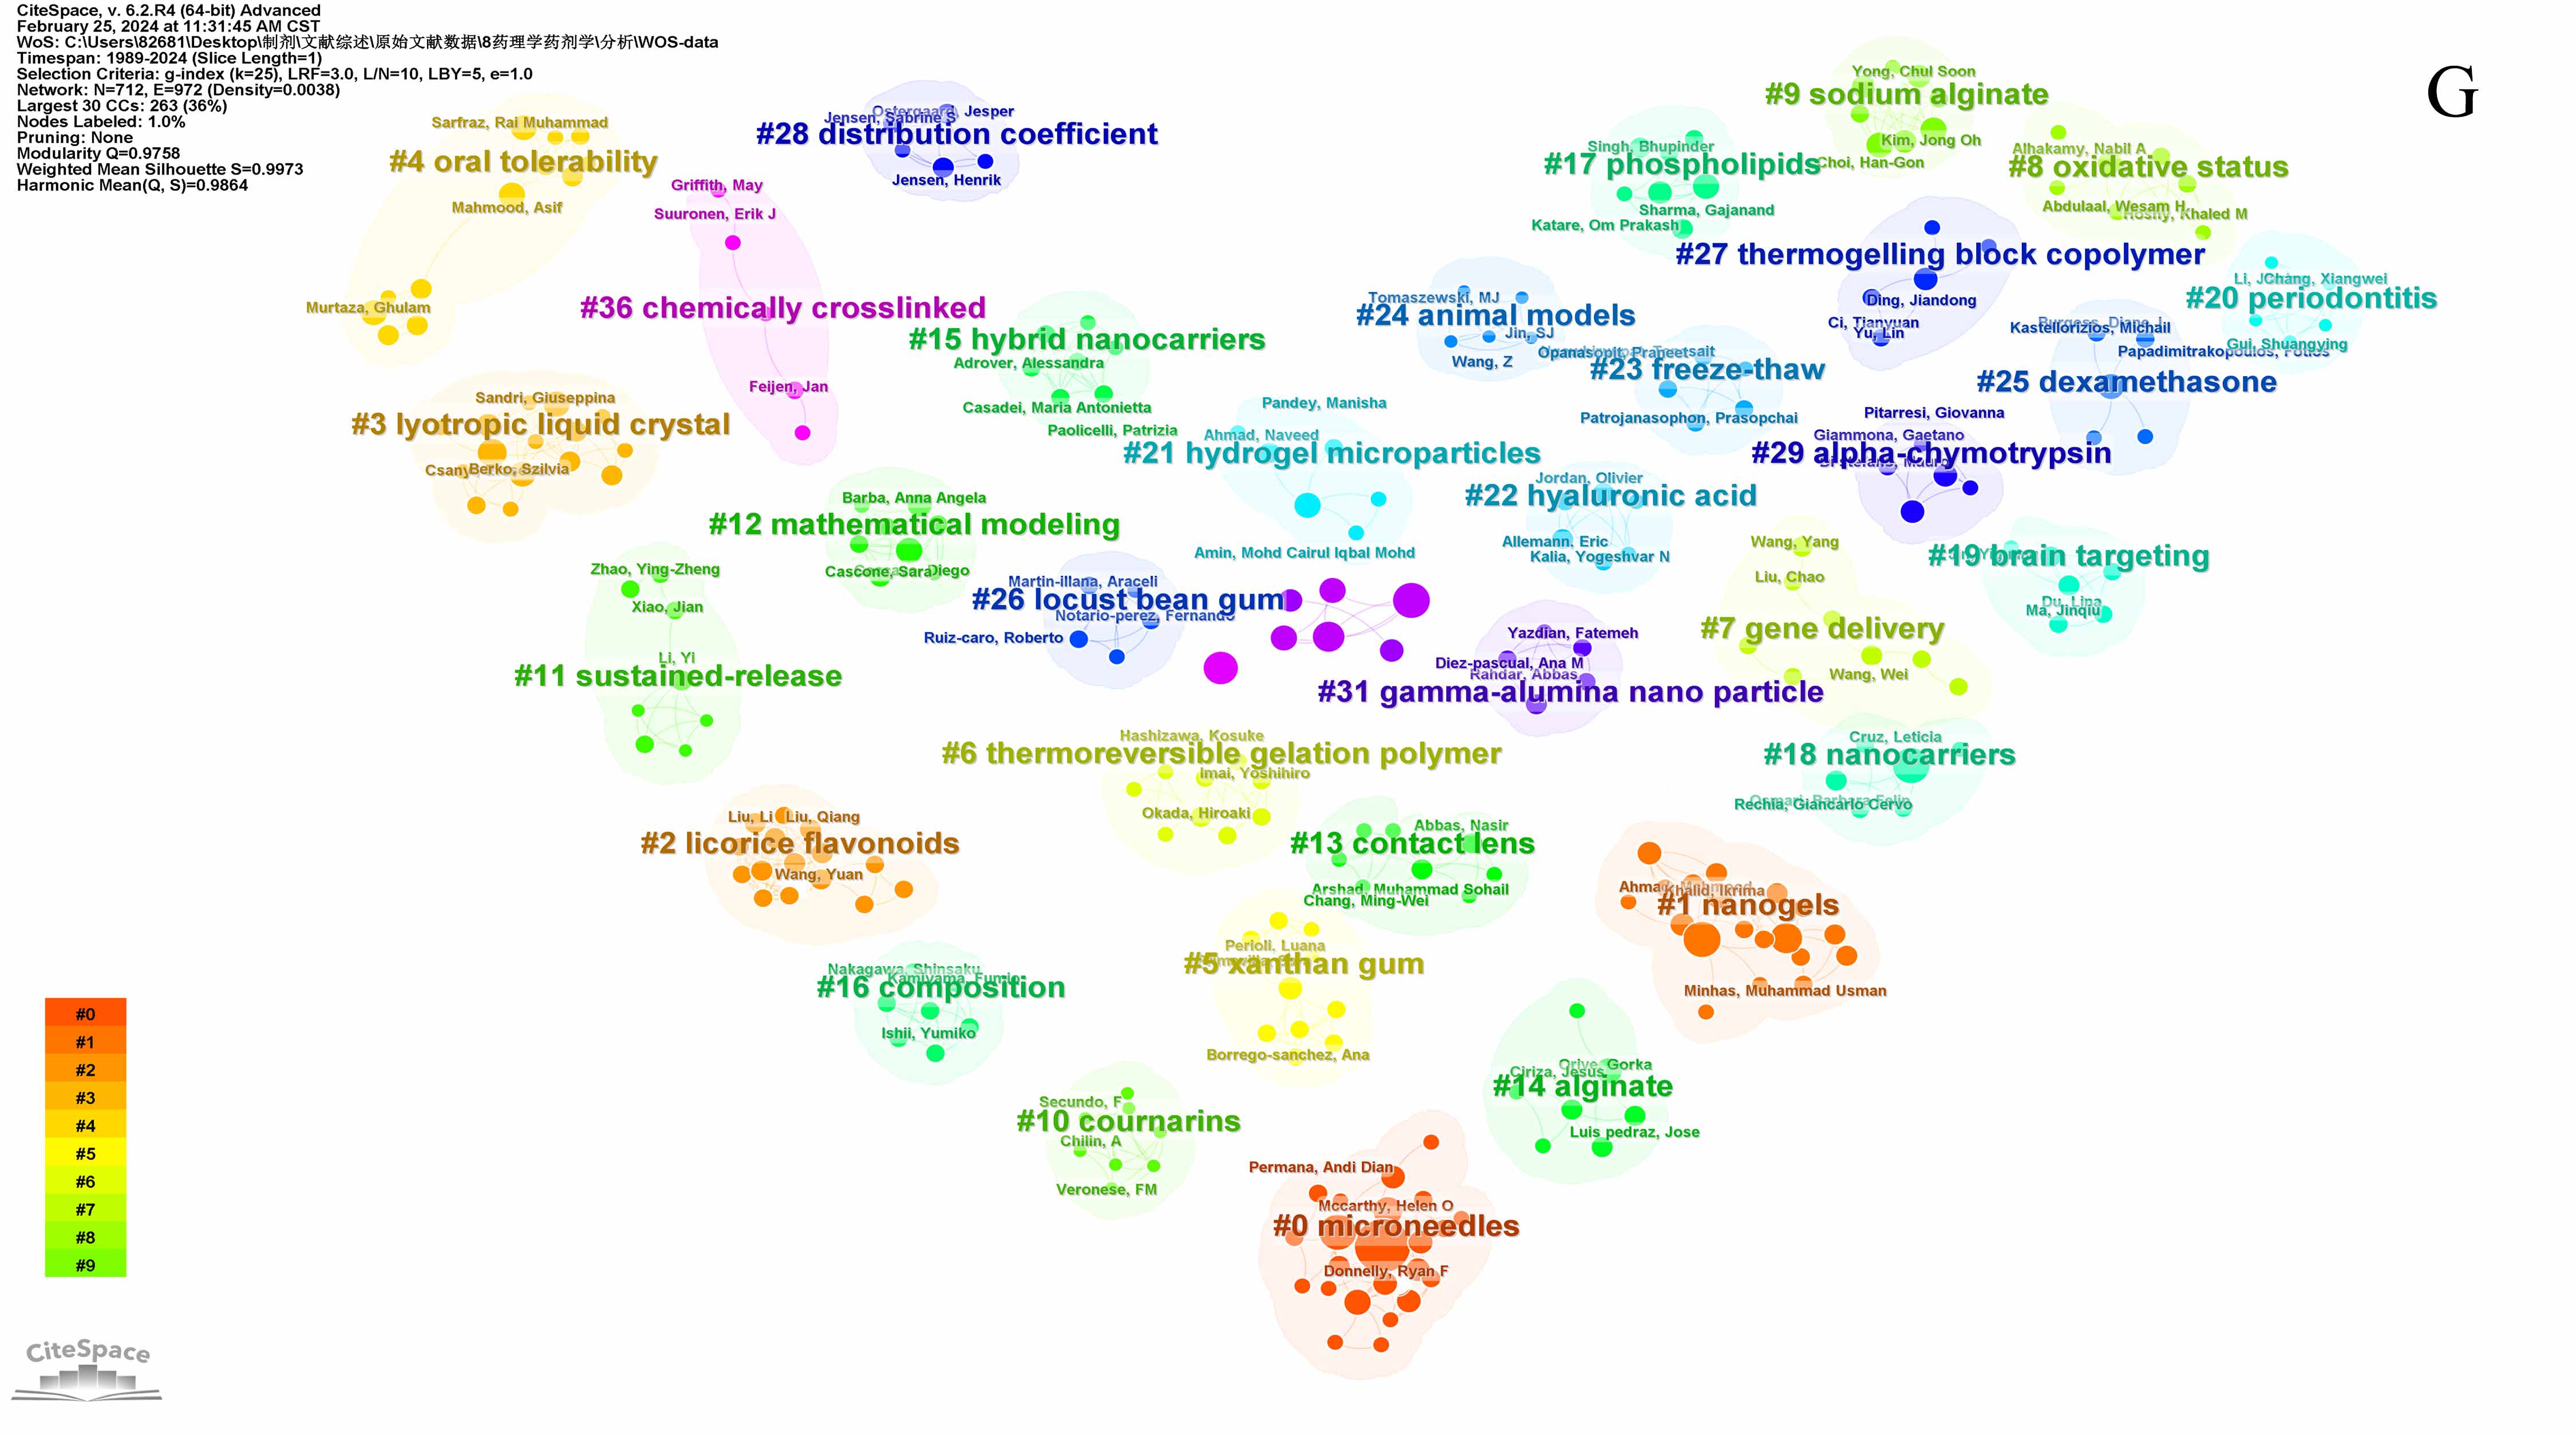 CiteSpace, v. 6.2.R4 (64-bit) Advanced
February 25, 2024 at 11:31:45 AM CST
WoS: C:\Users\82681\Desktop\制剂\文献综述\原始文献数据\8药理学药剂学\分析\WOS-data
Timespan: 1989-2024 (Slice Length=1)
Selection Criteria: g-index (k=25), LRF=3.0, L/N=10, LBY=5, e=1.0
Network: N=712, E=972 (Density=0.0038)
Largest 30 CCs: 263 (36%)
Nodes Labeled: 1.0%
Pruning: None
Modularity Q=0.9758
Weighted Mean Silhouette S=0.9973
Harmonic Mean(Q, S)=0.9864
G
Sarfraz, Rai Muhammad
#4 oral tolerability
Mahmood, Asif
Murtaza, Ghulam
Jesper
Jensen, Sabrine S
#28 distribution coefficient
Jensen, Henrik
Griffith, May
Suuronen, Erik J
#36 chemically crosslinked
Feijen, Jan
Yong, Chul Soon
#9 sodium alginate
Kim, Jong Oh
Choi, Han-Gon
Singh, Bhupinder
#17 phospholipids
Sharma, Gajanand
Katare, Om Prakash
Alhakamy, Nabil A
#8 oxidative status
Abdulaal, Wesam H
Khaled M
#27 thermogelling block copolymer
Ding, Jiandong
Ci, Tianyuan
Yu, Lin
Chang, Xiangwei
#20 periodontitis
Gui, Shuangying
Tomaszewski, MJ
#24 animal models
Jin, SJ
Wang, Z
#15 hybrid nanocarriers
Adrover, Alessandra
Casadei, Maria Antonietta
Paolicelli, Patrizia
Opanasopit, Praneet
#23 freeze-thaw
Patrojanasophon, Prasopchai
Kastellorizios, Michail
Papadimitrakopoulos, Fotios
#25 dexamethasone
Sandri, Giuseppina
#3 lyotropic liquid crystal
Berko, Szilvia
Pandey, Manisha
Ahmad, Naveed
#21 hydrogel microparticles
Amin, Mohd Cairul Iqbal Mohd
Pitarresi, Giovanna
Giammona, Gaetano
#29 alpha-chymotrypsin
Jordan, Olivier
#22 hyaluronic acid
Allemann, Eric
Kalia, Yogeshvar N
Barba, Anna Angela
#12 mathematical modeling
Cascone, Sara
Diego
Wang, Yang
Liu, Chao
#7 gene delivery
Wang, Wei
#19 brain targeting
Du, Lina
Ma, Jinqiu
Zhao, Ying-Zheng
Xiao, Jian
Li, Yi
#11 sustained-release
Martin-illana, Araceli
#26 locust bean gum
Notario-perez, Fernando
Ruiz-caro, Roberto
Yazdian, Fatemeh
Diez-pascual, Ana M
Rahdar, Abbas
#31 gamma-alumina nano particle
Hashizawa, Kosuke
#6 thermoreversible gelation polymer
Imai, Yoshihiro
Okada, Hiroaki
Cruz, Leticia
#18 nanocarriers
Rechia, Giancarlo Cervo
Liu, Li
Liu, Qiang
#2 licorice flavonoids
Wang, Yuan
Abbas, Nasir
#13 contact lens
Arshad, Muhammad Sohail
Chang, Ming-Wei
Khalid, Ikrima
#1 nanogels
Minhas, Muhammad Usman
Perioli, Luana
#5 xanthan gum
Borrego-sanchez, Ana
Nakagawa, Shinsaku
Kamiyama, Fumio
#16 composition
Ishii, Yumiko
Orive, Gorka
Ciriza, Jesus
#14 alginate
Luis pedraz, Jose
Secundo, F
#10 cournarins
Chilin, A
Veronese, FM
Permana, Andi Dian
Mccarthy, Helen O
#0 microneedles
Donnelly, Ryan F
#0
#1
#2
#3
#4
#5
#6
#7
#8
#9
CiteSpace